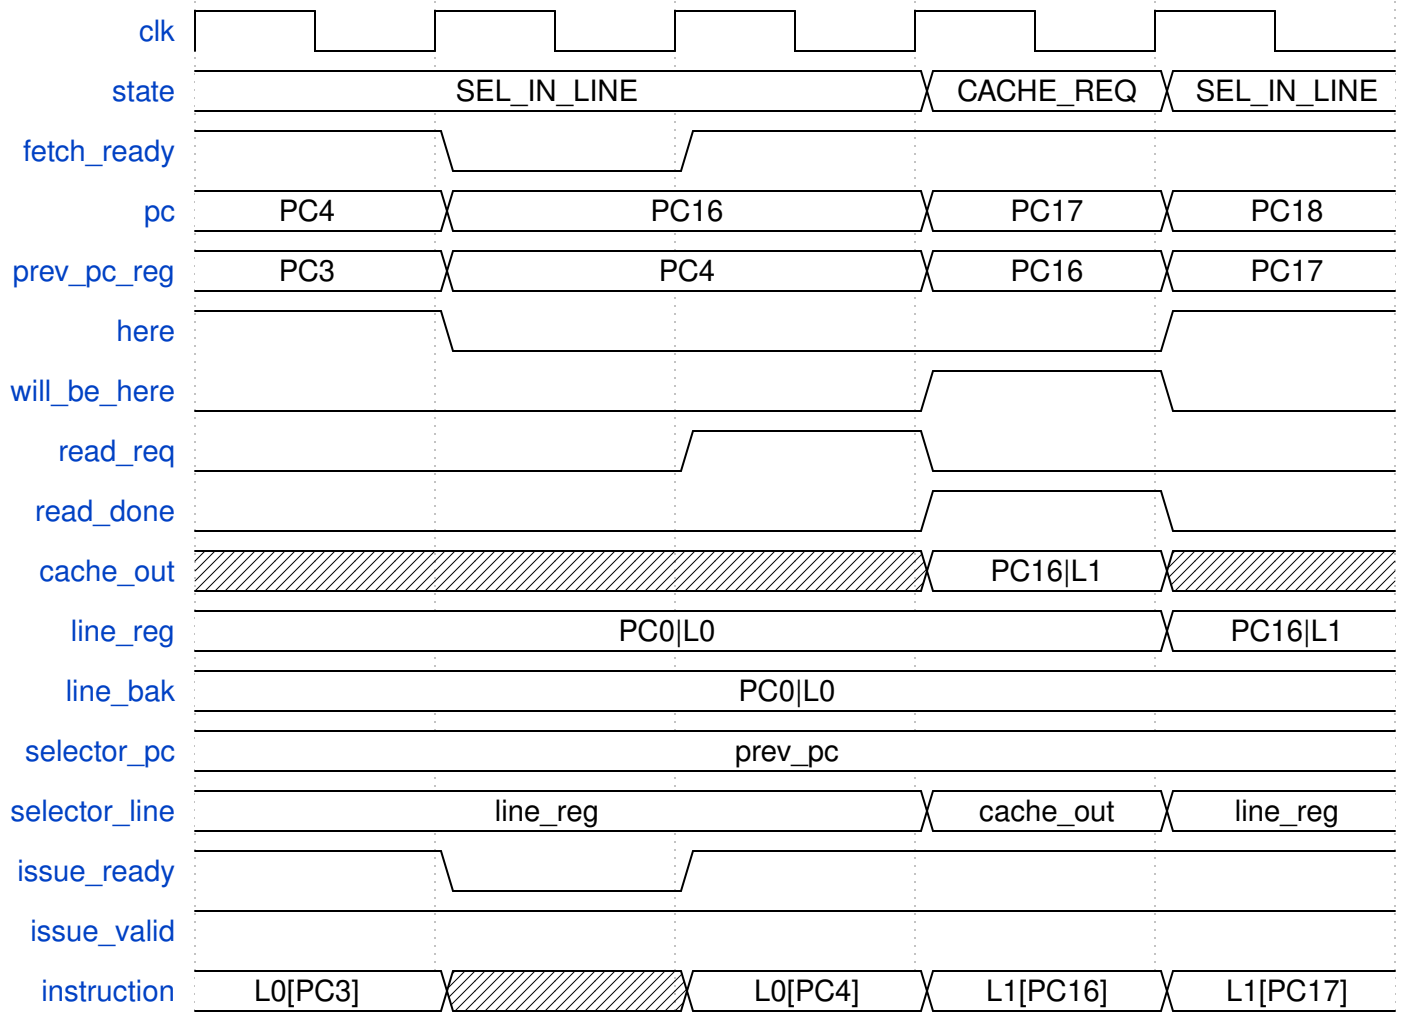 clk
state SEL_IN_LINE CACHE_REQ SEL_IN_LINE
fetch_ready
pc PC4 PC16 PC17 PC18
prev_pc_reg PC3 PC4 PC16 PC17
here
will_be_here
read_req
read_done
cache_out PC16|L1
line_reg PC0|L0 PC16|L1
line_bak PC0|L0
selector_pc prev_pc
selector_line line_reg cache_out line_reg
issue_ready
issue_valid
instruction L0[PC3] L0[PC4] L1[PC16] L1[PC17]